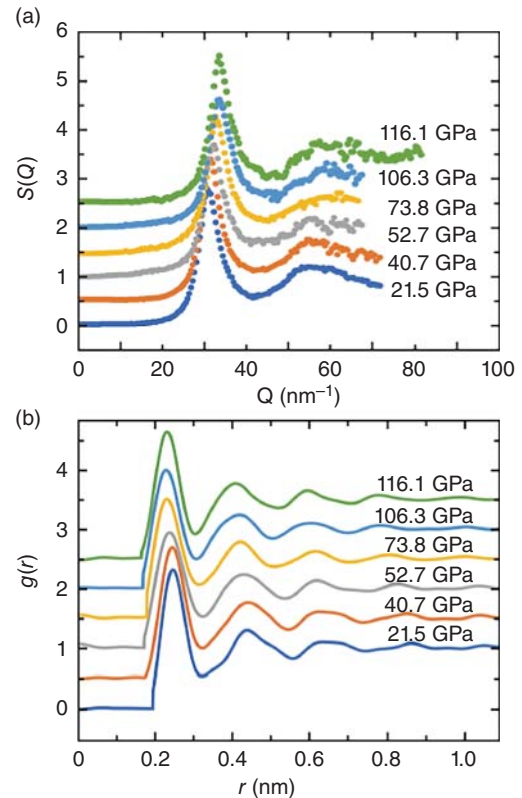 (a)
6
5
4
3
2
1
0
S(Q)
116.1 GPa
106.3 GPa
73.8 GPa
52.7 GPa
40.7 GPa
21.5 GPa
0 20 40 60 80 100
Q (nm–1)
(b)
4
3
2
1
0
g(r)
116.1 GPa
106.3 GPa
73.8 GPa
52.7 GPa
40.7 GPa
21.5 GPa
0 0.2 0.4 0.6 0.8 1.0
r (nm)